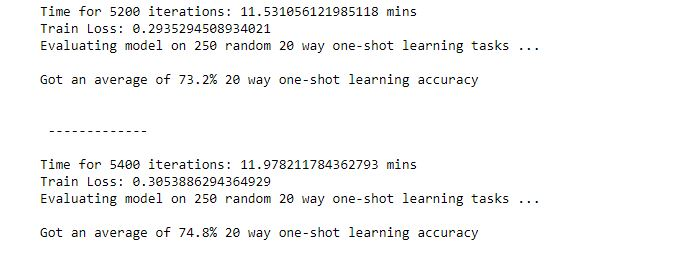 Time for 5200 iterations: 11.531056121985118 mins
Train Loss: 0.2935294508934021
Evaluating model on 250 random 20 way one-shot learning tasks ...
Got an average of 73.2% 20 way one-shot learning accuracy
-------------
Time for 5400 iterations: 11.978211784362793 mins
Train Loss: 0.3053886294364929
Evaluating model on 250 random 20 way one-shot learning tasks ...
Got an average of 74.8% 20 way one-shot learning accuracy